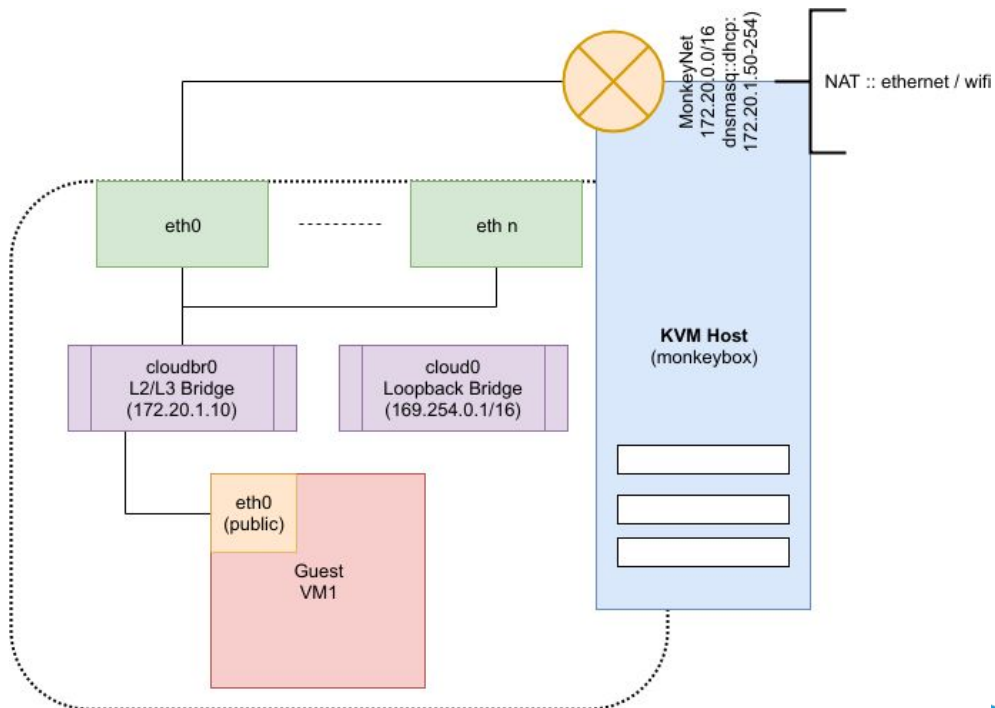 MonkeyNet
172.20.0.0/16
dnsmasq::dhcp:
172.20.1.50-254)
NAT :: ethernet / wifi
eth0
eth n
KVM Host
(monkeybox)
cloudbr0
L2/L3 Bridge
(172.20.1.10)
cloud0
Loopback Bridge
(169.254.0.1/16)
eth0
(public)
Guest
VM1